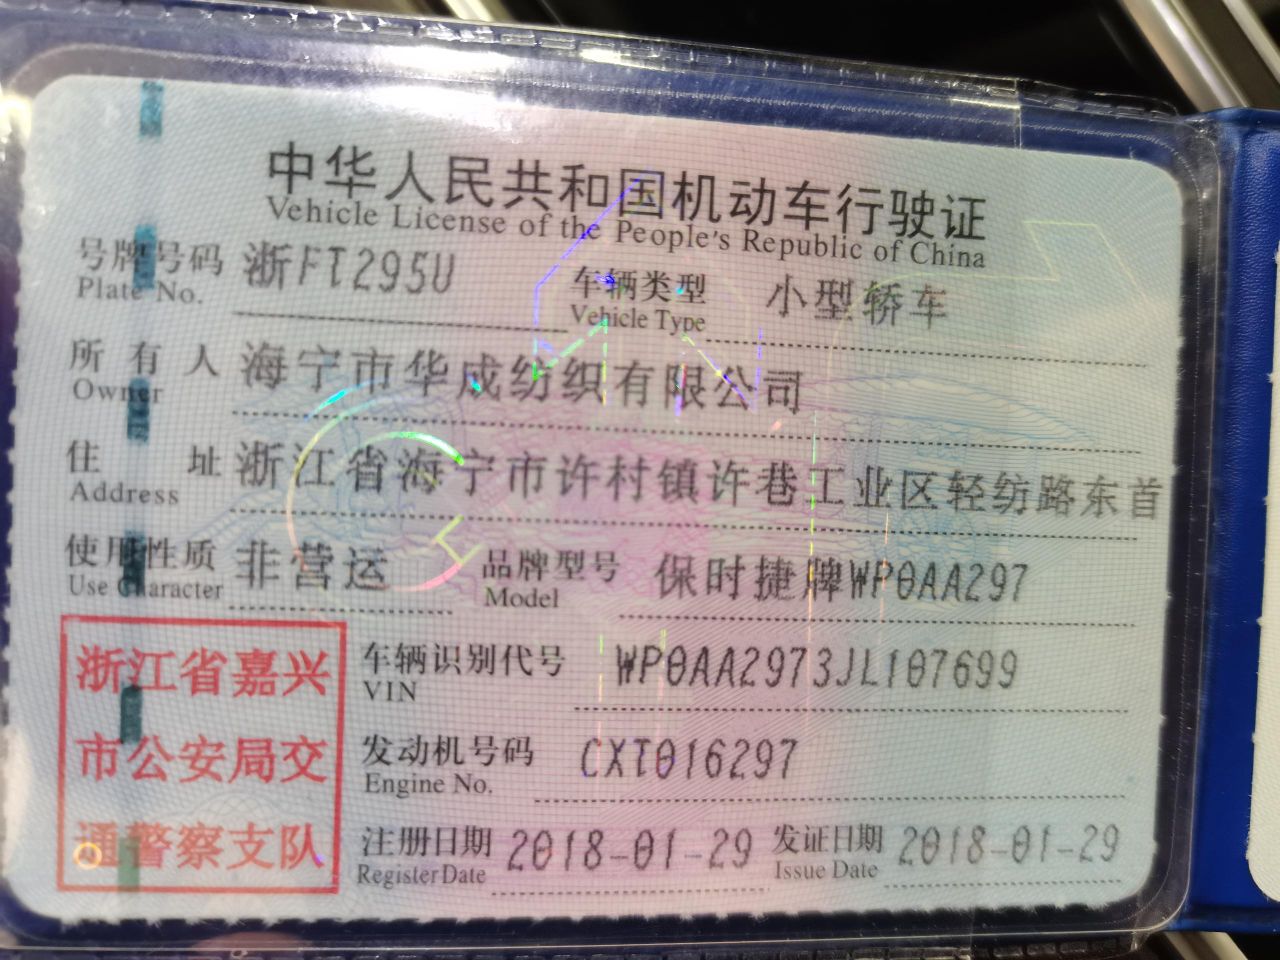 中华人民共和国机动车行驶证
Vehicle License of the People's Republic of China
号牌号码 浙FT295U 车辆类型 小型轿车
Plate No. Vehicle Type
所有人 海宁市华成纺织有限公司
Owner
住址 浙江省海宁市许村镇许巷工业区轻纺路东首
Address
使用性质 非营运 品牌型号 保时捷牌WP0AA297
Use Character Model
浙江省嘉兴
市公安局交
通警察支队
车辆识别代号 WP0AA2973JL107699
VIN
发动机号码 CXT016297
Engine No.
注册日期 2018-01-29 发证日期 2018-01-29
Register Date Issue Date